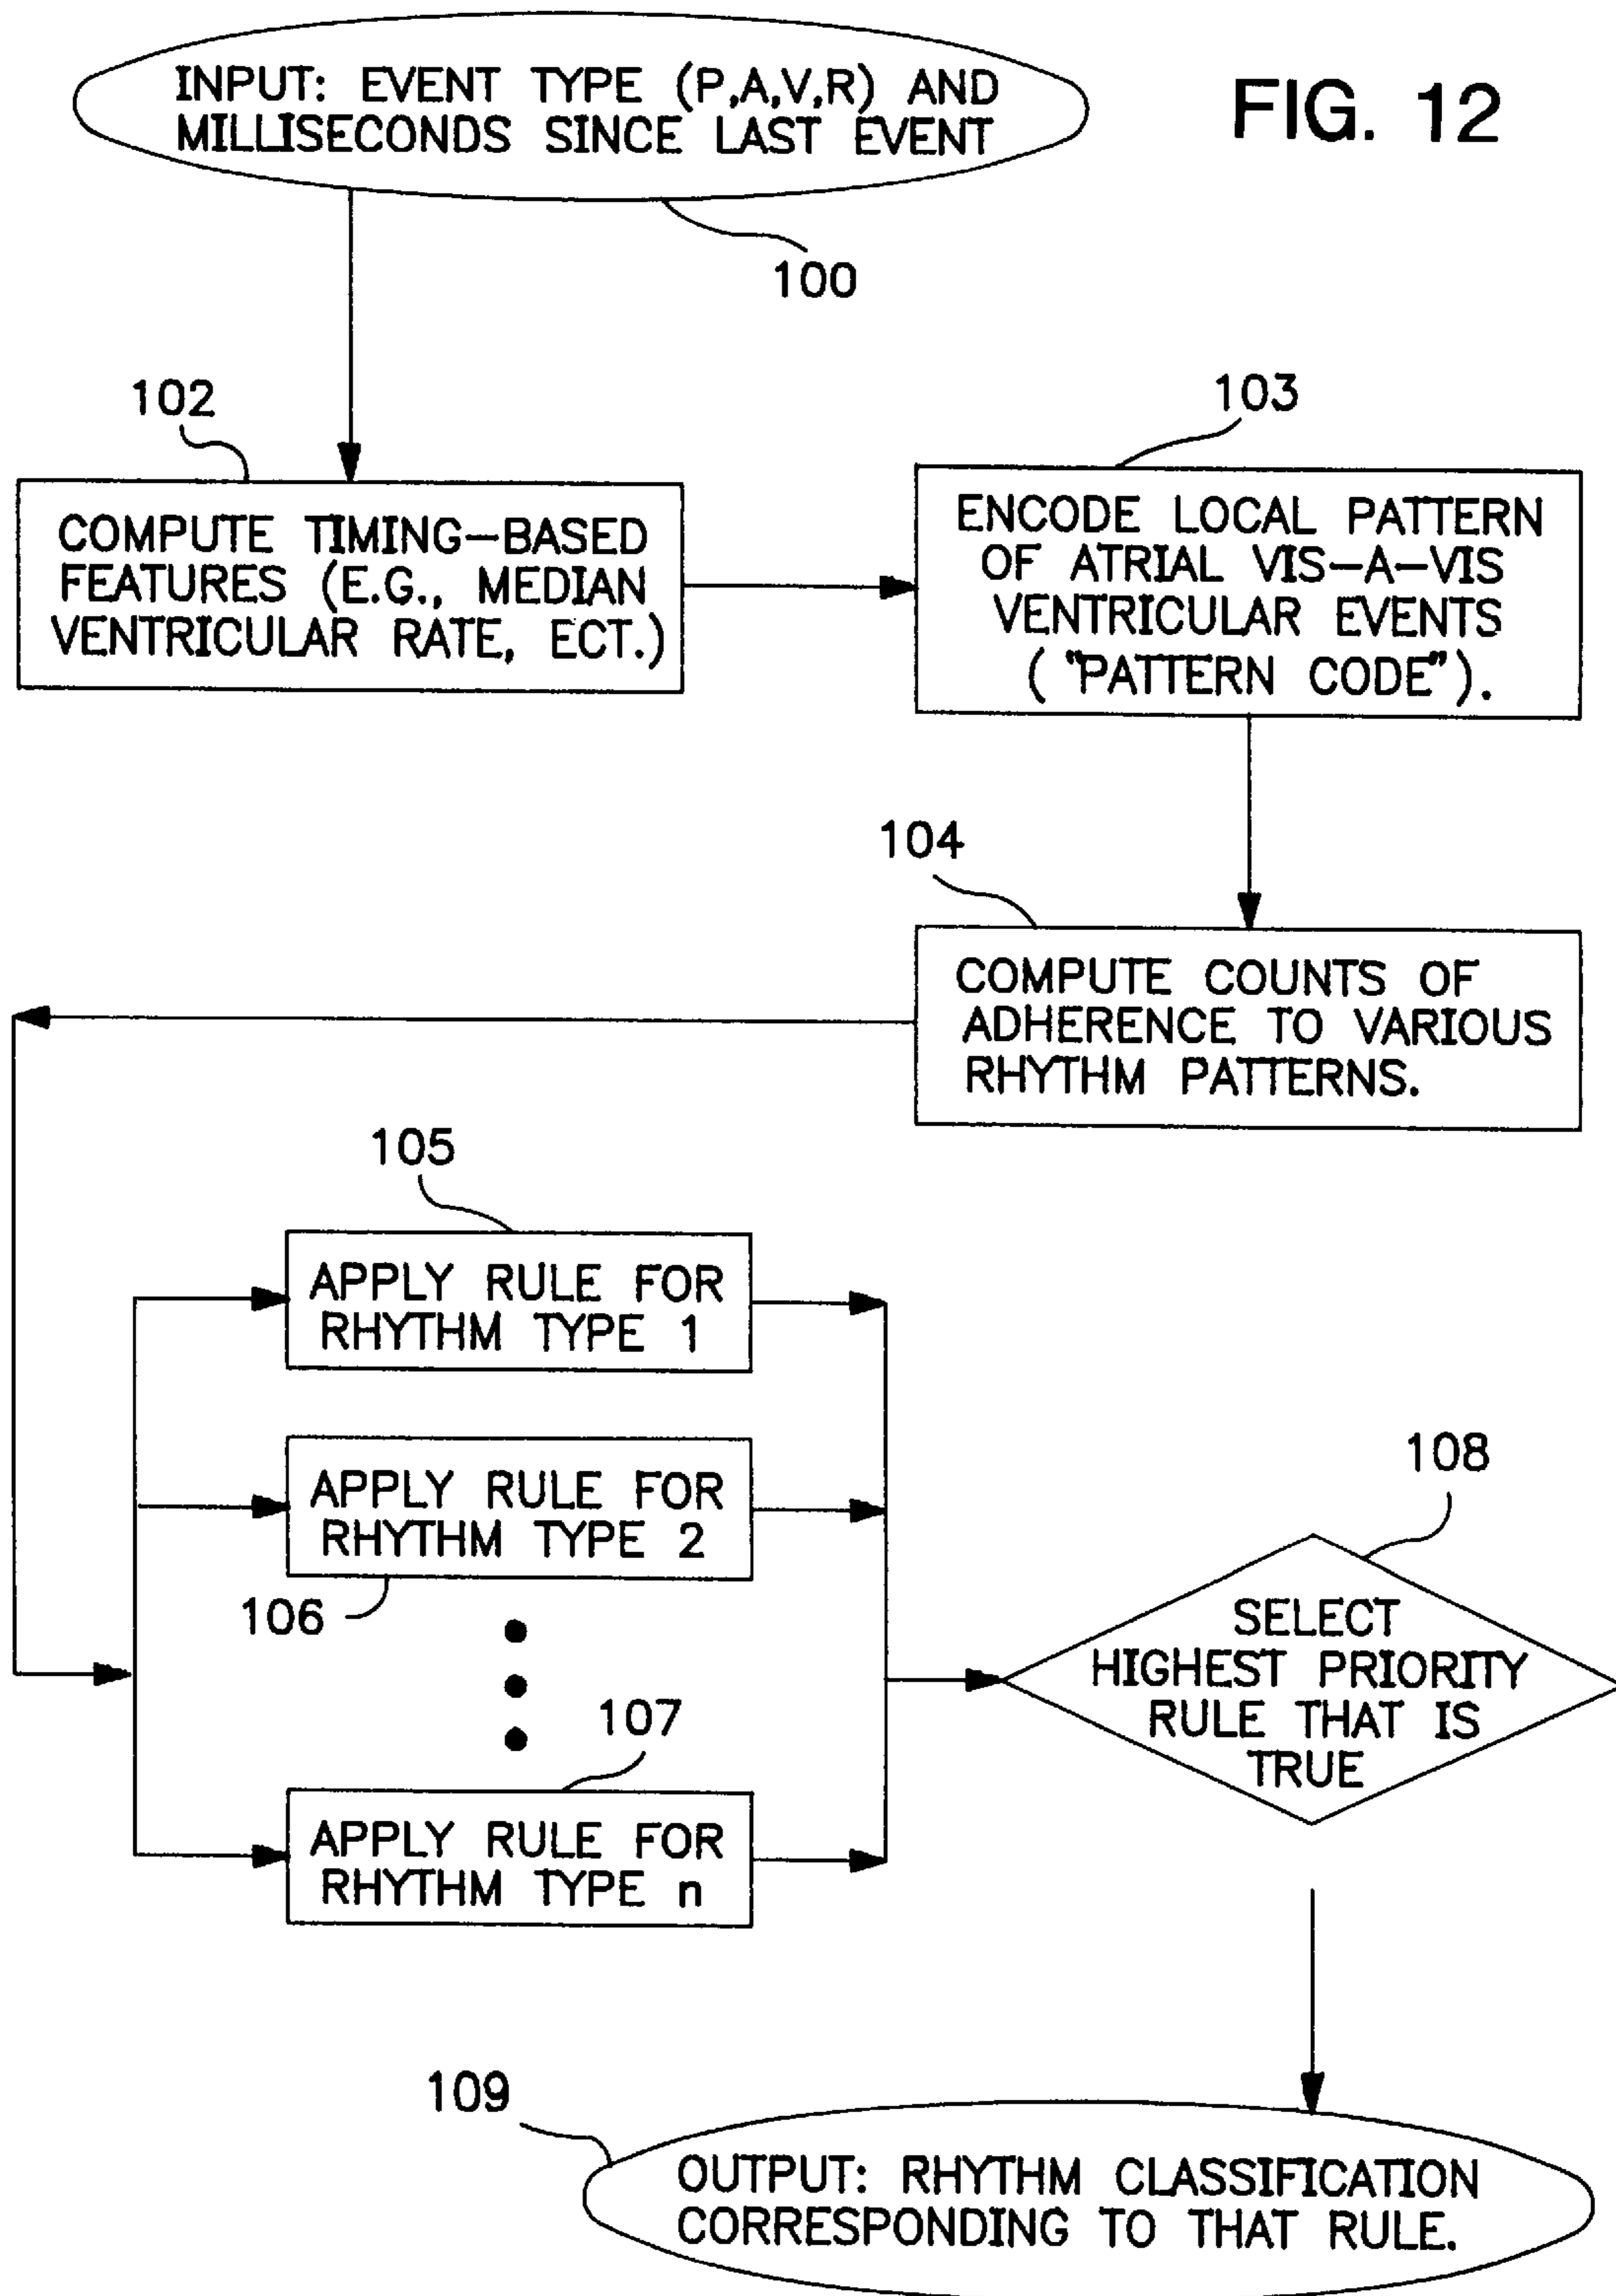 INPUT: EVENT TYPE (P,A,V,R) AND
MILLISECONDS SINCE LAST EVENT
FIG. 12
100
102
COMPUTE TIMING-BASED
FEATURES (E.G., MEDIAN
VENTRICULAR RATE, ECT.)
103
ENCODE LOCAL PATTERN
OF ATRIAL VIS-A-VIS
VENTRICULAR EVENTS
( "PATTERN CODE").
104
COMPUTE COUNTS OF
ADHERENCE TO VARIOUS
RHYTHM PATTERNS.
105
APPLY RULE FOR
RHYTHM TYPE 1
APPLY RULE FOR
RHYTHM TYPE 2
106
107
APPLY RULE FOR
RHYTHM TYPE n
108
SELECT
HIGHEST PRIORITY
RULE THAT IS
TRUE
109
OUTPUT: RHYTHM CLASSIFICATION
CORRESPONDING TO THAT RULE.